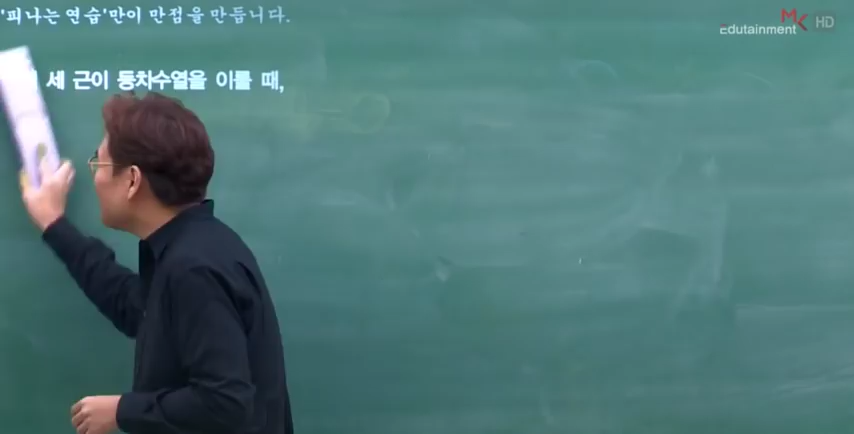 '피나는 연습'만이 만점을 만듭니다.
MK
Edutainment HD
세 근이 등차수열을 이룰 때,